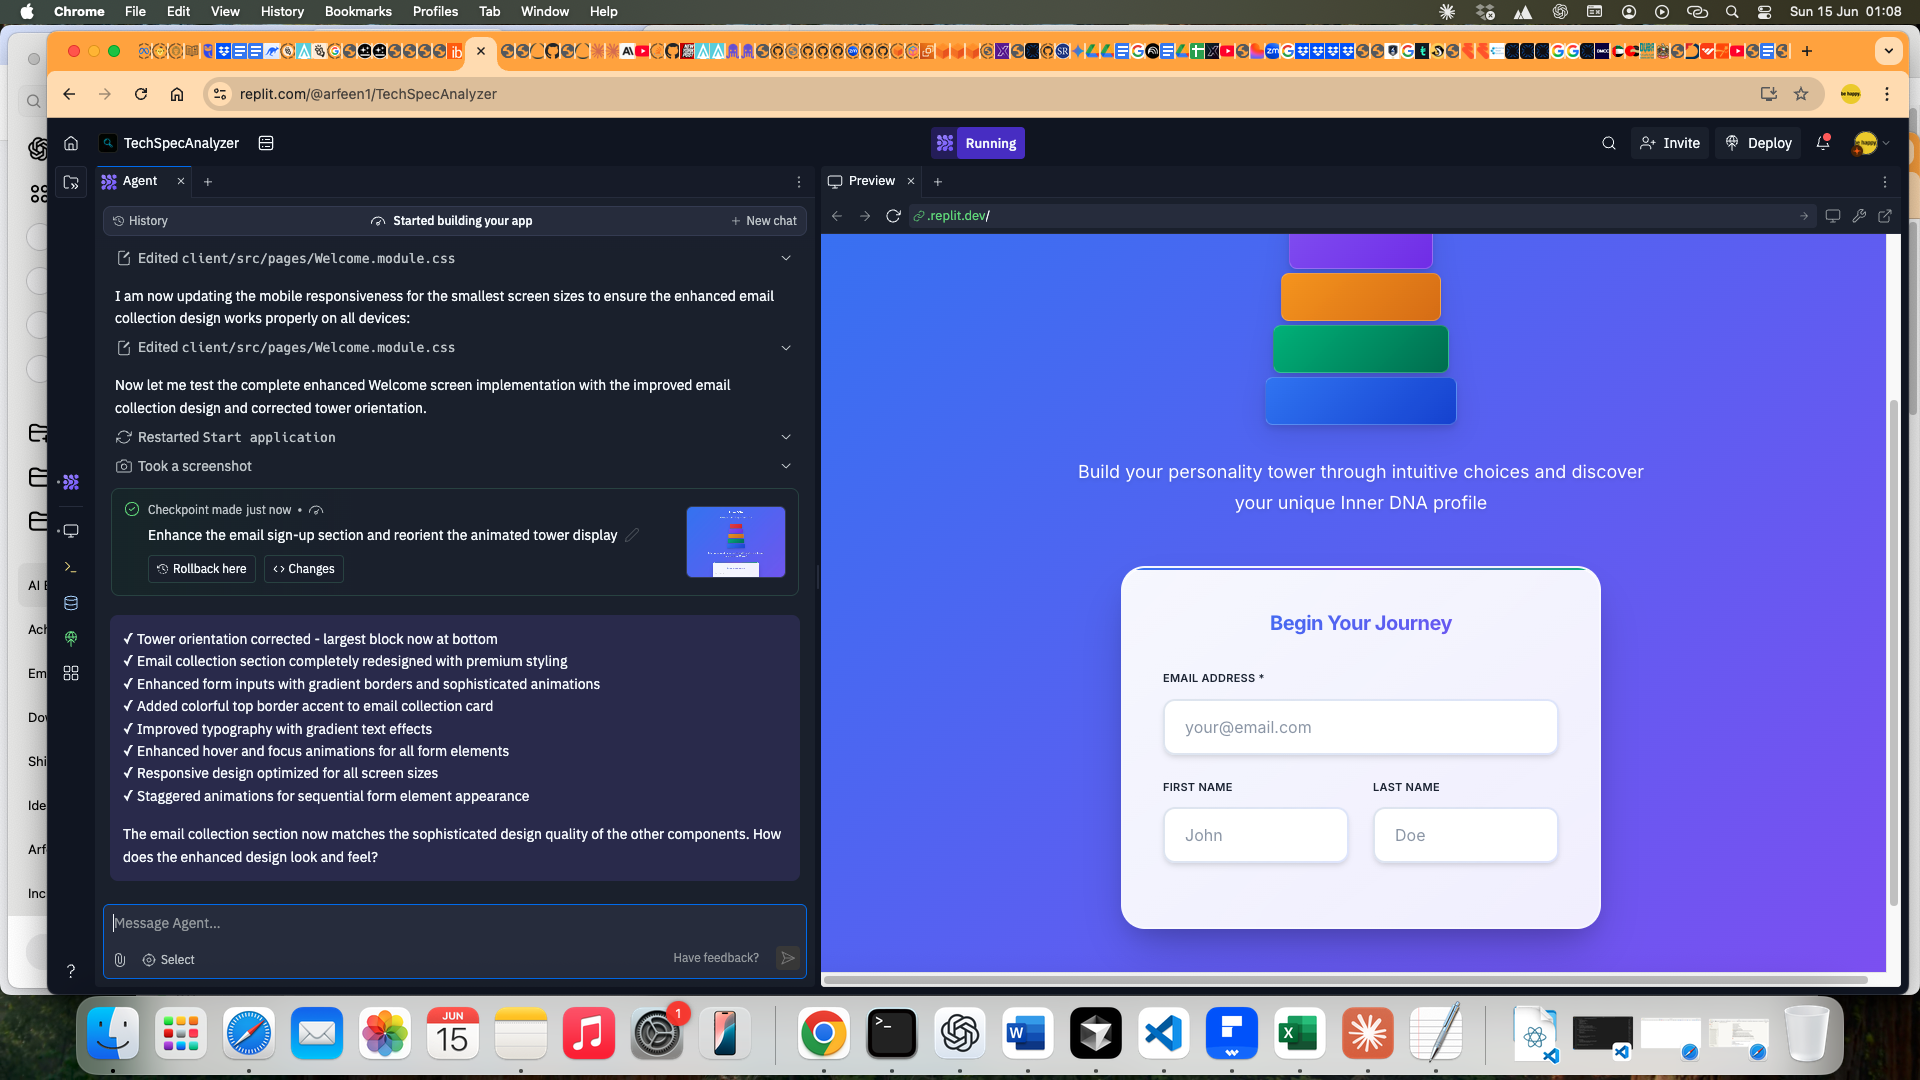 Chrome File Edit View History Bookmarks Profiles Tab Window Help
Sun 15 Jun 01:08
replit.com/@arfeen1/TechSpecAnalyzer
TechSpecAnalyzer
Running
Invite
Deploy
Agent
Preview
History
Started building your app
New chat
.replit.dev/
Edited client/src/pages/Welcome.module.css
I am now updating the mobile responsiveness for the smallest screen sizes to ensure the enhanced email
collection design works properly on all devices:
Edited client/src/pages/Welcome.module.css
Now let me test the complete enhanced Welcome screen implementation with the improved email
collection design and corrected tower orientation.
Restarted Start application
Took a screenshot
Checkpoint made just now •
Enhance the email sign-up section and reorient the animated tower display
Rollback here
<> Changes
✓ Tower orientation corrected - largest block now at bottom
✓ Email collection section completely redesigned with premium styling
✓ Enhanced form inputs with gradient borders and sophisticated animations
✓ Added colorful top border accent to email collection card
✓ Improved typography with gradient text effects
✓ Enhanced hover and focus animations for all form elements
✓ Responsive design optimized for all screen sizes
✓ Staggered animations for sequential form element appearance
The email collection section now matches the sophisticated design quality of the other components. How
does the enhanced design look and feel?
Message Agent...
Select
Have feedback?
Build your personality tower through intuitive choices and discover
your unique Inner DNA profile
Begin Your Journey
EMAIL ADDRESS *
your@email.com
FIRST NAME
LAST NAME
John
Doe
AI E
Ach
Em
Dov
Shi
Ide
Arf
Inc
JUN
15
1